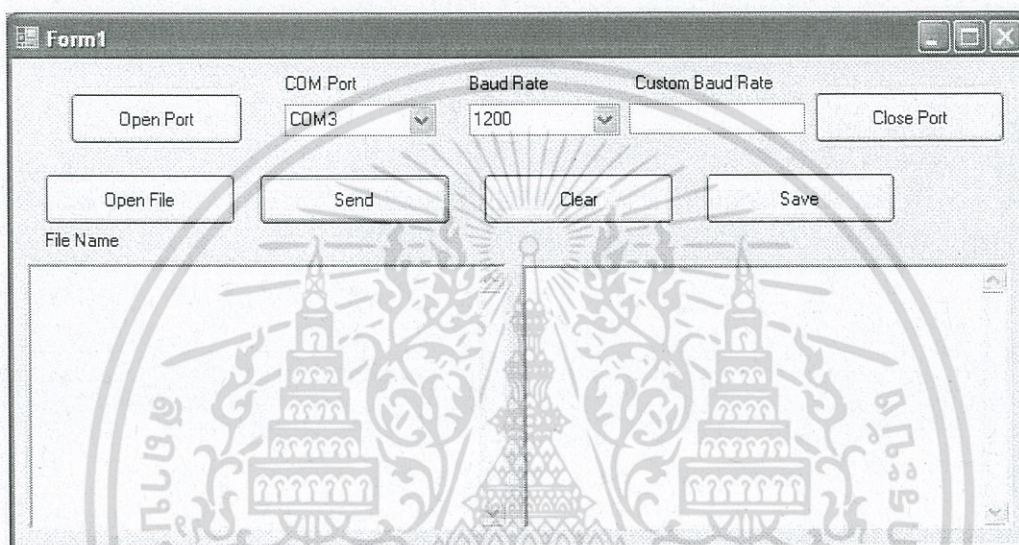 Form1
COM Port Baud Rate Custom Baud Rate
Open Port COM3 1200 Close Port
Open File Send Clear Save
File Name